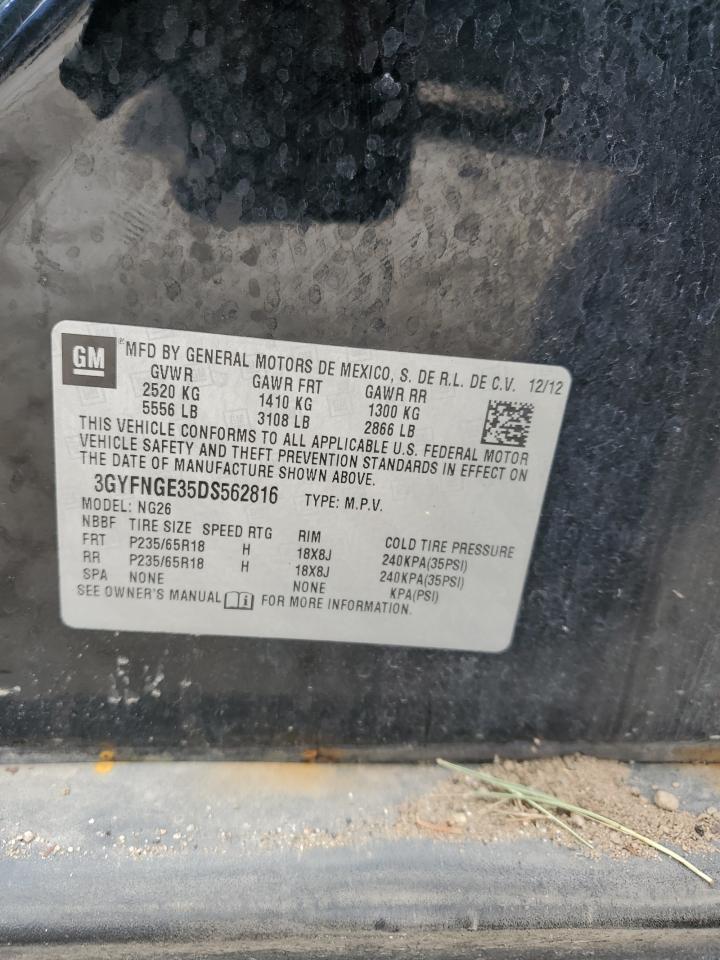 GM
®MFD BY GENERAL MOTORS DE MEXICO, S. DE R.L. DE C.V. 12/12
GVWR GAWR FRT GAWR RR
2520 KG 1410 KG 1300 KG
5556 LB 3108 LB 2866 LB
THIS VEHICLE CONFORMS TO ALL APPLICABLE U.S. FEDERAL MOTOR
VEHICLE SAFETY AND THEFT PREVENTION STANDARDS IN EFFECT ON
THE DATE OF MANUFACTURE SHOWN ABOVE.
3GYFNGE35DS562816 TYPE: M.P.V.
MODEL: NG26
NBBF TIRE SIZE SPEED RTG RIM COLD TIRE PRESSURE
FRT P235/65R18 H 18X8J 240KPA(35PSI)
RR P235/65R18 H 18X8J 240KPA(35PSI)
SPA NONE NONE KPA(PSI)
SEE OWNER'S MANUAL i FOR MORE INFORMATION.